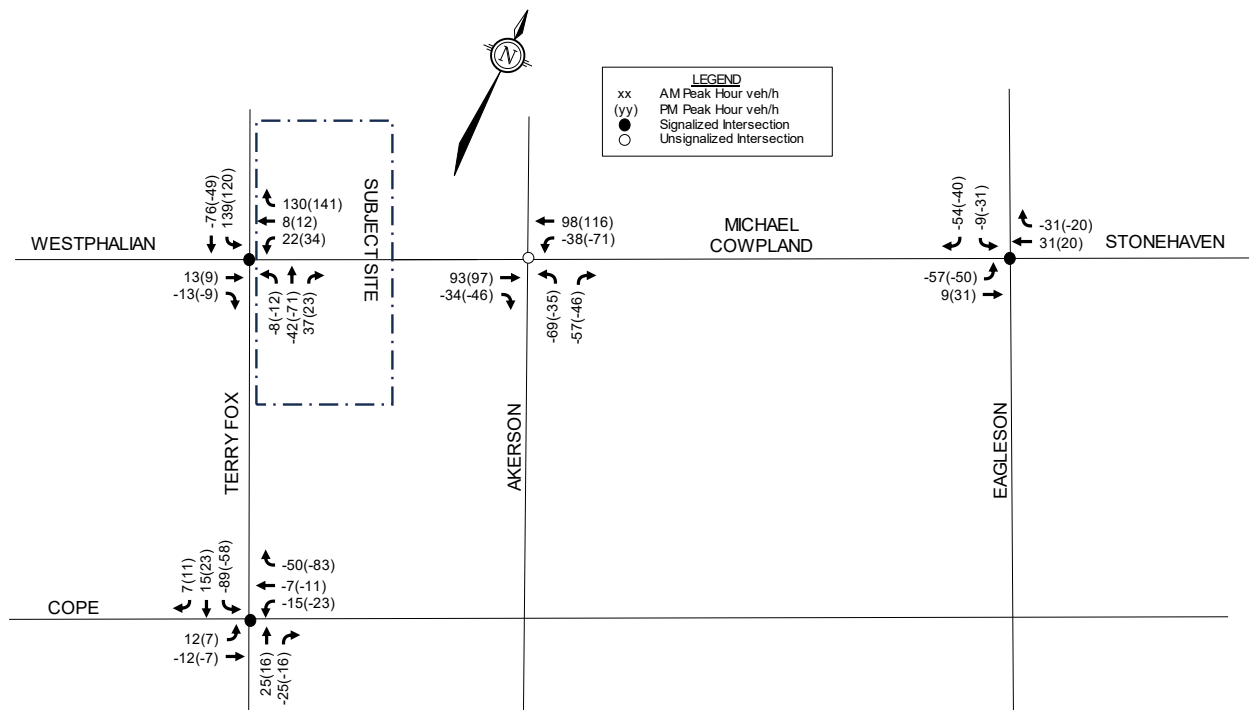 N
LEGEND
xx AM Peak Hour veh/h
(yy) PM Peak Hour veh/h
Signalized Intersection
Unsignalized Intersection
-76(-49)
139(120)
130(141)
8(12)
22(34)
SUBJECT SITE
98(116)
-38(-71)
MICHAEL
COWPLAND
-54(-40)
-9(-31)
-31(-20)
31(20)
WESTPHALIAN
STONEHAVEN
13(9)
-13(-9)
-8(-12)
-42(-71)
37(23)
93(97)
-34(-46)
-69(-35)
-57(-46)
-57(-50)
9(31)
TERRY FOX
AKERSON
EAGLESON
7(11)
15(23)
-89(-58)
-50(-83)
-7(-11)
-15(-23)
COPE
12(7)
-12(-7)
25(16)
-25(-16)